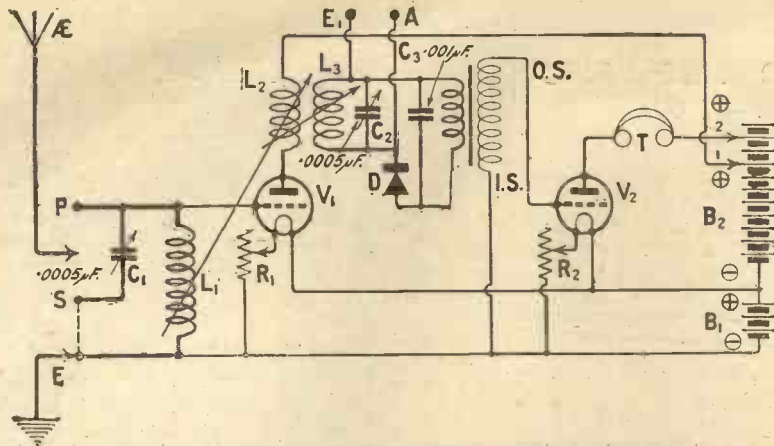 Æ
E₁ A
C₃ ·001µF.
L₂ L₃
O.S.
⊕
2
T
1
⊕
C₂
·0005µF.
D
I.S.
P V₁ V₂
B₂
·0005µF. C₁
L₁ R₁ R₂
S
⊖
⊕
B₁
⊖
E